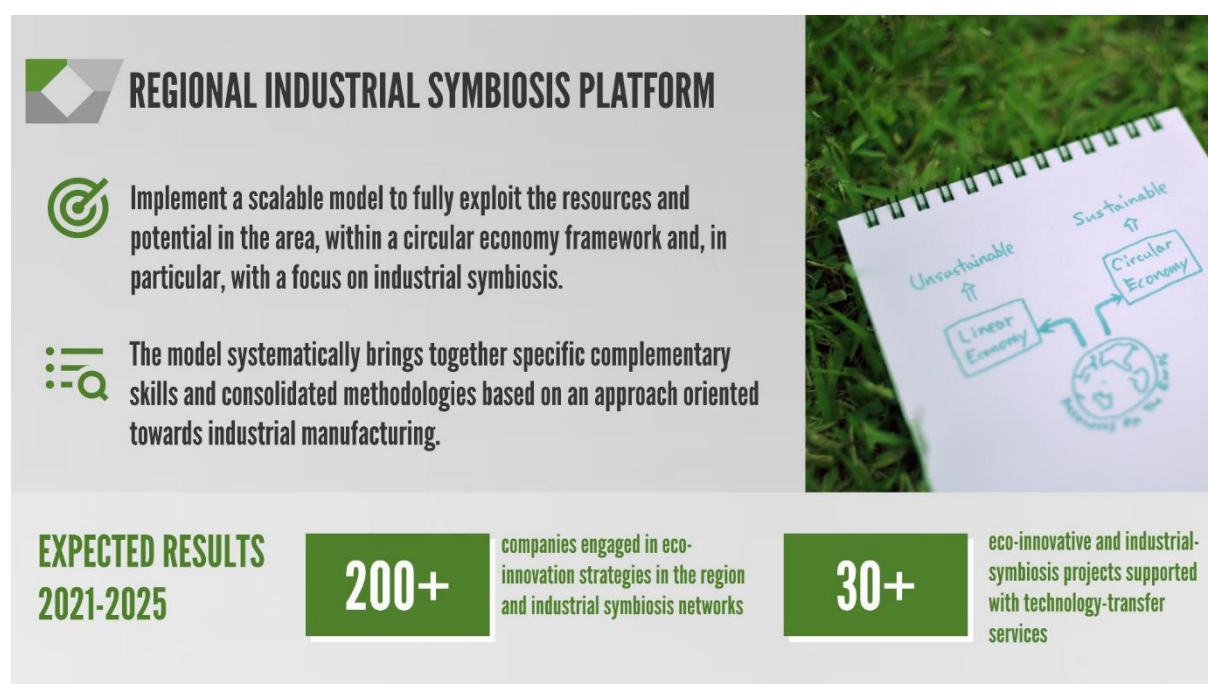 REGIONAL INDUSTRIAL SYMBIOSIS PLATFORM
Implement a scalable model to fully exploit the resources and
potential in the area, within a circular economy framework and, in
particular, with a focus on industrial symbiosis.
The model systematically brings together specific complementary
skills and consolidated methodologies based on an approach oriented
towards industrial manufacturing.
Sustainable
Unsustainable
Circular
Economy
Linear
Economy
on the Earth
EXPECTED RESULTS
2021-2025
200+
companies engaged in eco-
innovation strategies in the region
and industrial symbiosis networks
30+
eco-innovative and industrial-
symbiosis projects supported
with technology-transfer
services